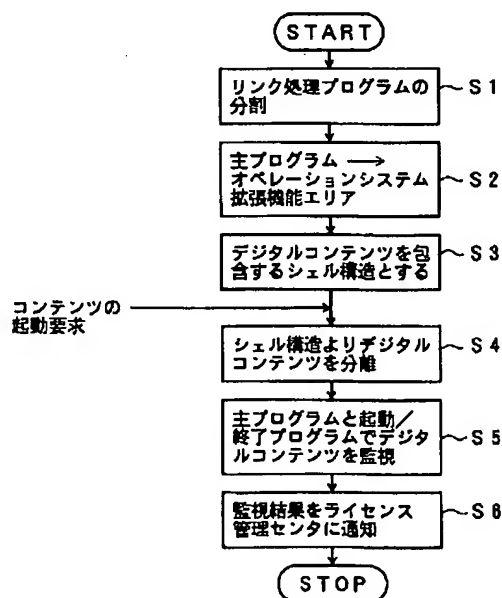 START
リンク処理プログラムの
分割
S1
主プログラム →
オペレーションシステム
拡張機能エリア
S2
デジタルコンテンツを包
含するシェル構造とする
S3
コンテンツの
起動要求
シェル構造よりデジタル
コンテンツを分離
S4
主プログラムと起動/
終了プログラムでデジタ
ルコンテンツを監視
S5
監視結果をライセンス
管理センタに通知
S6
STOP